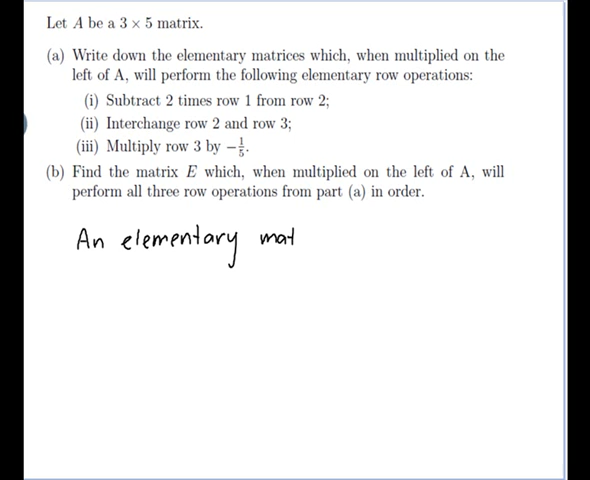 Let A be a 3 × 5 matrix.
(a) Write down the elementary matrices which, when multiplied on the
left of A, will perform the following elementary row operations:
(i) Subtract 2 times row 1 from row 2;
(ii) Interchange row 2 and row 3;
(iii) Multiply row 3 by −1/5.
(b) Find the matrix E which, when multiplied on the left of A, will
perform all three row operations from part (a) in order.
An elementary mat